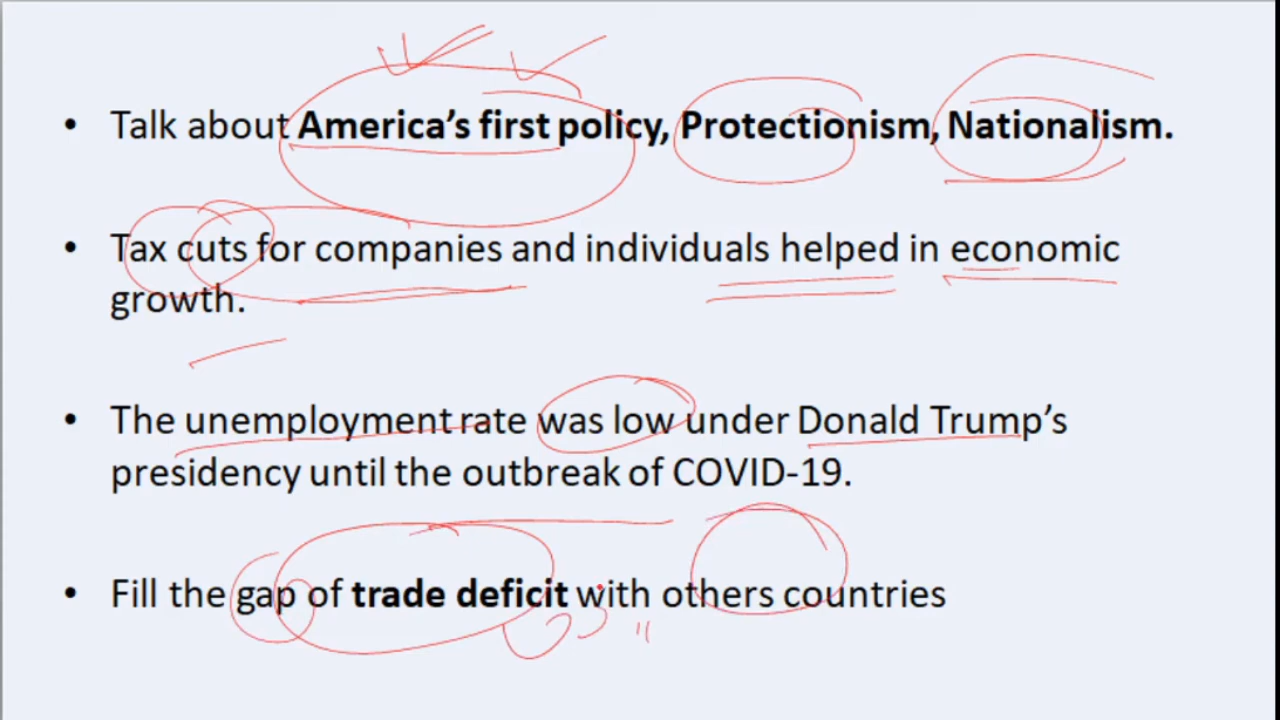 • Talk about America's first policy, Protectionism, Nationalism.
• Tax cuts for companies and individuals helped in economic
growth.
• The unemployment rate was low under Donald Trump's
presidency until the outbreak of COVID-19.
• Fill the gap of trade deficit with others countries